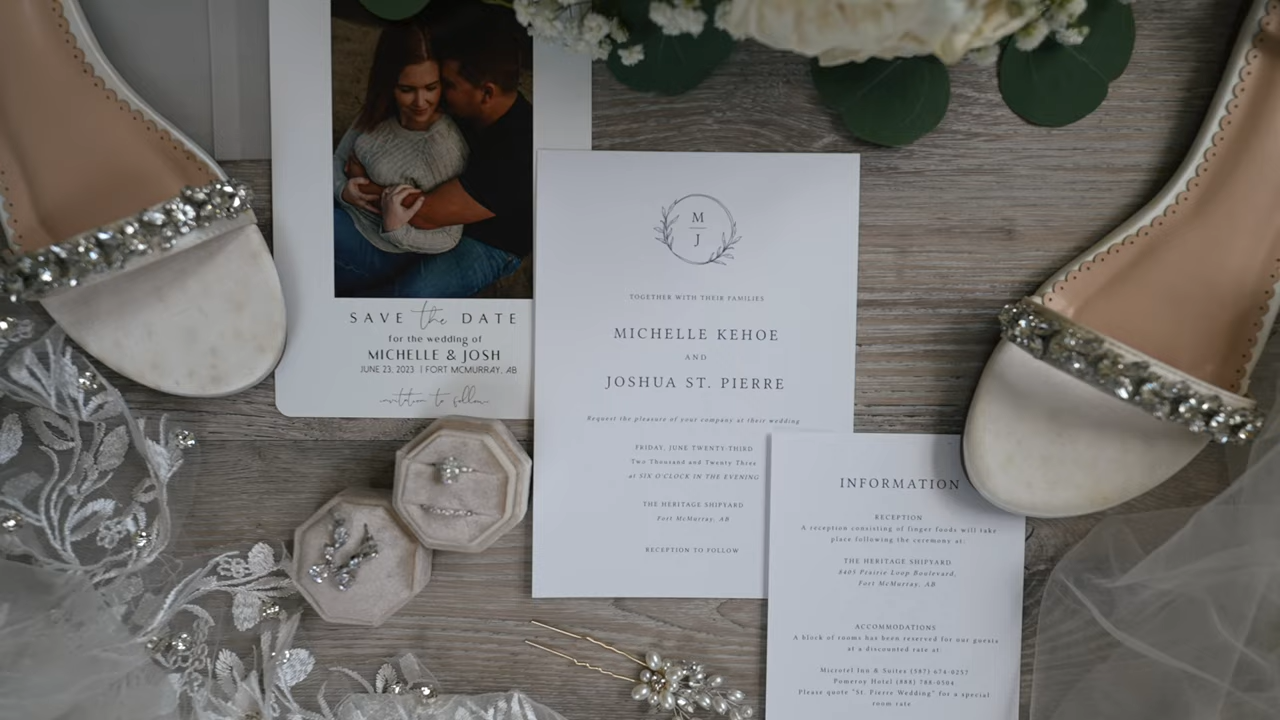 SAVE the DATE
for the wedding of
MICHELLE & JOSH
JUNE 23, 2023 | FORT MCMURRAY, AB
invitation to follow
M
J
TOGETHER WITH THEIR FAMILIES
MICHELLE KEHOE
AND
JOSHUA ST. PIERRE
Request the pleasure of your company at their wedding
FRIDAY, JUNE TWENTY-THIRD
Two Thousand and Twenty Three
at SIX O'CLOCK IN THE EVENING
THE HERITAGE SHIPYARD
Fort McMurray, AB
RECEPTION TO FOLLOW
INFORMATION
RECEPTION
A reception consisting of finger foods will take
place following the ceremony at:
THE HERITAGE SHIPYARD
8405 Prairie Loop Boulevard,
Fort McMurray, AB
ACCOMMODATIONS
A block of rooms has been reserved for our guests
at a discounted rate at:
Microtel Inn & Suites (587) 674-0257
Pomeroy Hotel (888) 788-0504
Please quote "St. Pierre Wedding" for a special
room rate.